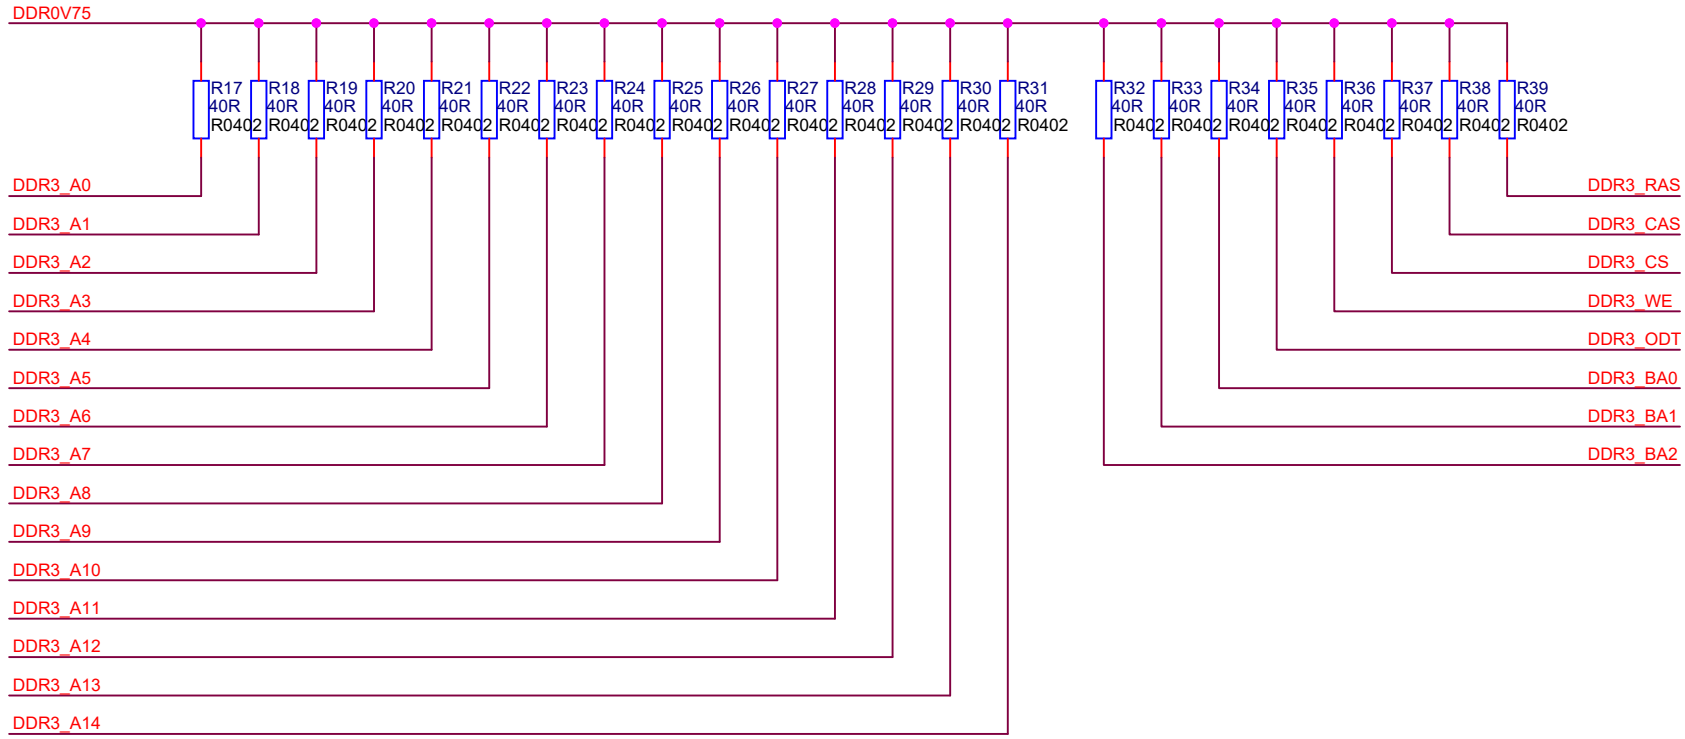 DDR0V75
R17 R18 R19 R20 R21 R22 R23 R24 R25 R26 R27 R28 R29 R30 R31 R32 R33 R34 R35 R36 R37 R38 R39
40R 40R 40R 40R 40R 40R 40R 40R 40R 40R 40R 40R 40R 40R 40R 40R 40R 40R 40R 40R 40R 40R 40R
R0402 R0402 R0402 R0402 R0402 R0402 R0402 R0402 R0402 R0402 R0402 R0402 R0402 R0402 R0402 R0402 R0402 R0402 R0402 R0402 R0402 R0402 R0402
DDR3_A0 DDR3_RAS
DDR3_A1 DDR3_CAS
DDR3_A2 DDR3_CS
DDR3_A3 DDR3_WE
DDR3_A4 DDR3_ODT
DDR3_A5 DDR3_BA0
DDR3_A6 DDR3_BA1
DDR3_A7 DDR3_BA2
DDR3_A8
DDR3_A9
DDR3_A10
DDR3_A11
DDR3_A12
DDR3_A13
DDR3_A14